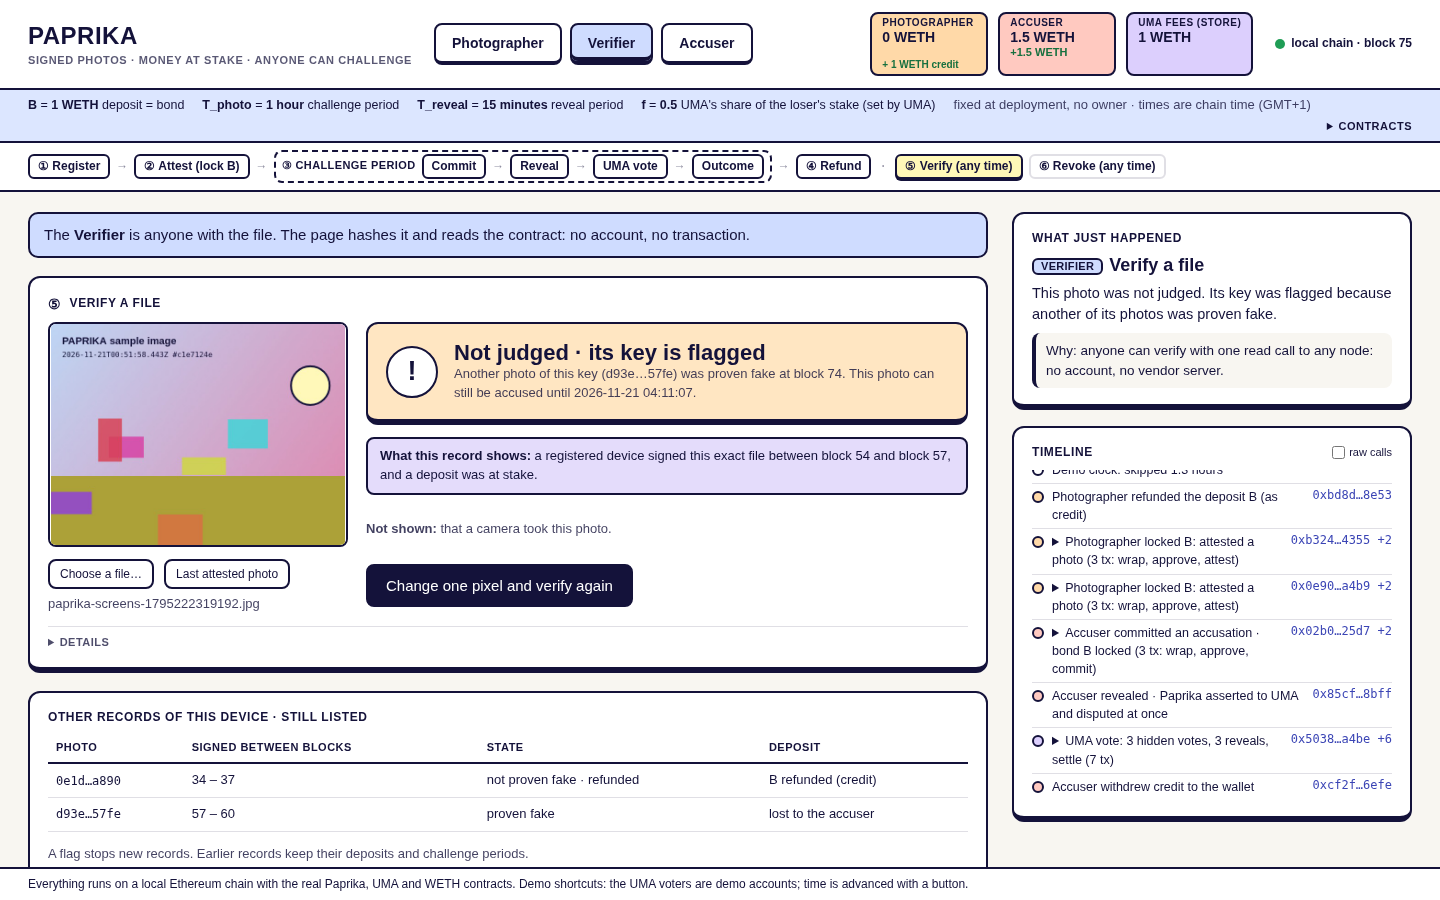 PAPRIKA
SIGNED PHOTOS · MONEY AT STAKE · ANYONE CAN CHALLENGE
Photographer
Verifier
Accuser
PHOTOGRAPHER
0 WETH
+ 1 WETH credit
ACCUSER
1.5 WETH
+1.5 WETH
UMA FEES (STORE)
1 WETH
local chain · block 75
B = 1 WETH deposit = bond T_photo = 1 hour challenge period T_reveal = 15 minutes reveal period f = 0.5 UMA's share of the loser's stake (set by UMA) fixed at deployment, no owner · times are chain time (GMT+1)
▶ CONTRACTS
① Register → ② Attest (lock B) → ③ CHALLENGE PERIOD Commit → Reveal → UMA vote → Outcome → ④ Refund · ⑤ Verify (any time) ⑥ Revoke (any time)
The Verifier is anyone with the file. The page hashes it and reads the contract: no account, no transaction.
⑤ VERIFY A FILE
PAPRIKA sample image
2026-11-21T00:51:58.443Z #c1e7124e
Choose a file…
Last attested photo
paprika-screens-1795222319192.jpg
!
Not judged · its key is flagged
Another photo of this key (d93e…57fe) was proven fake at block 74. This photo can
still be accused until 2026-11-21 04:11:07.
What this record shows: a registered device signed this exact file between block 54 and block 57,
and a deposit was at stake.
Not shown: that a camera took this photo.
Change one pixel and verify again
▶ DETAILS
OTHER RECORDS OF THIS DEVICE · STILL LISTED
PHOTO SIGNED BETWEEN BLOCKS STATE DEPOSIT
0e1d…a890 34 – 37 not proven fake · refunded B refunded (credit)
d93e…57fe 57 – 60 proven fake lost to the accuser
A flag stops new records. Earlier records keep their deposits and challenge periods.
WHAT JUST HAPPENED
VERIFIER Verify a file
This photo was not judged. Its key was flagged because
another of its photos was proven fake.
Why: anyone can verify with one read call to any node:
no account, no vendor server.
TIMELINE
raw calls
Demo clock: skipped 1.3 hours
Photographer refunded the deposit B (as 0xbd8d…8e53
credit)
▶ Photographer locked B: attested a 0xb324…4355 +2
photo (3 tx: wrap, approve, attest)
▶ Photographer locked B: attested a 0x0e90…a4b9 +2
photo (3 tx: wrap, approve, attest)
▶ Accuser committed an accusation · 0x02b0…25d7 +2
bond B locked (3 tx: wrap, approve,
commit)
Accuser revealed · Paprika asserted to UMA 0x85cf…8bff
and disputed at once
▶ UMA vote: 3 hidden votes, 3 reveals, 0x5038…a4be +6
settle (7 tx)
Accuser withdrew credit to the wallet 0xcf2f…6efe
Everything runs on a local Ethereum chain with the real Paprika, UMA and WETH contracts. Demo shortcuts: the UMA voters are demo accounts; time is advanced with a button.